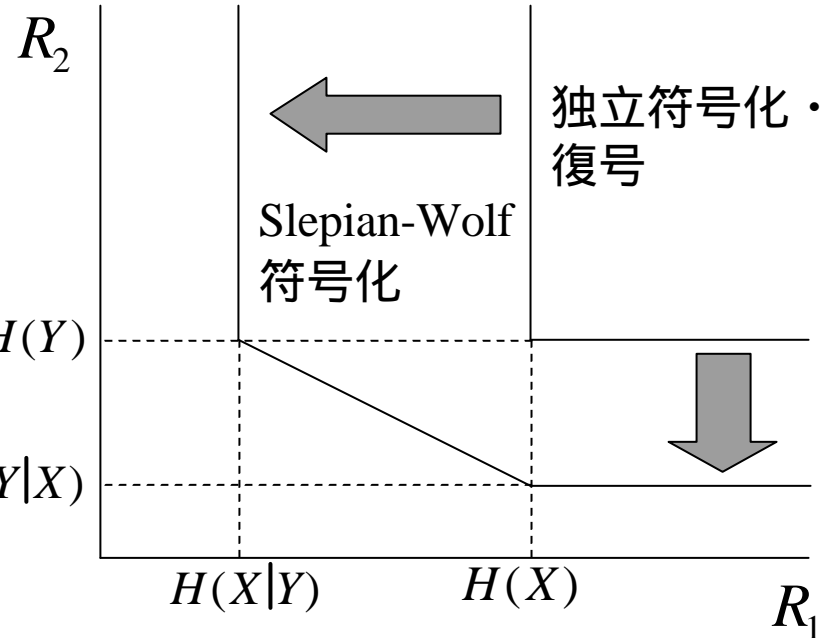 R₂
独立符号化・
復号
Slepian-Wolf
符号化
H(Y)
Y|X)
H(X|Y)
H(X)
R₁